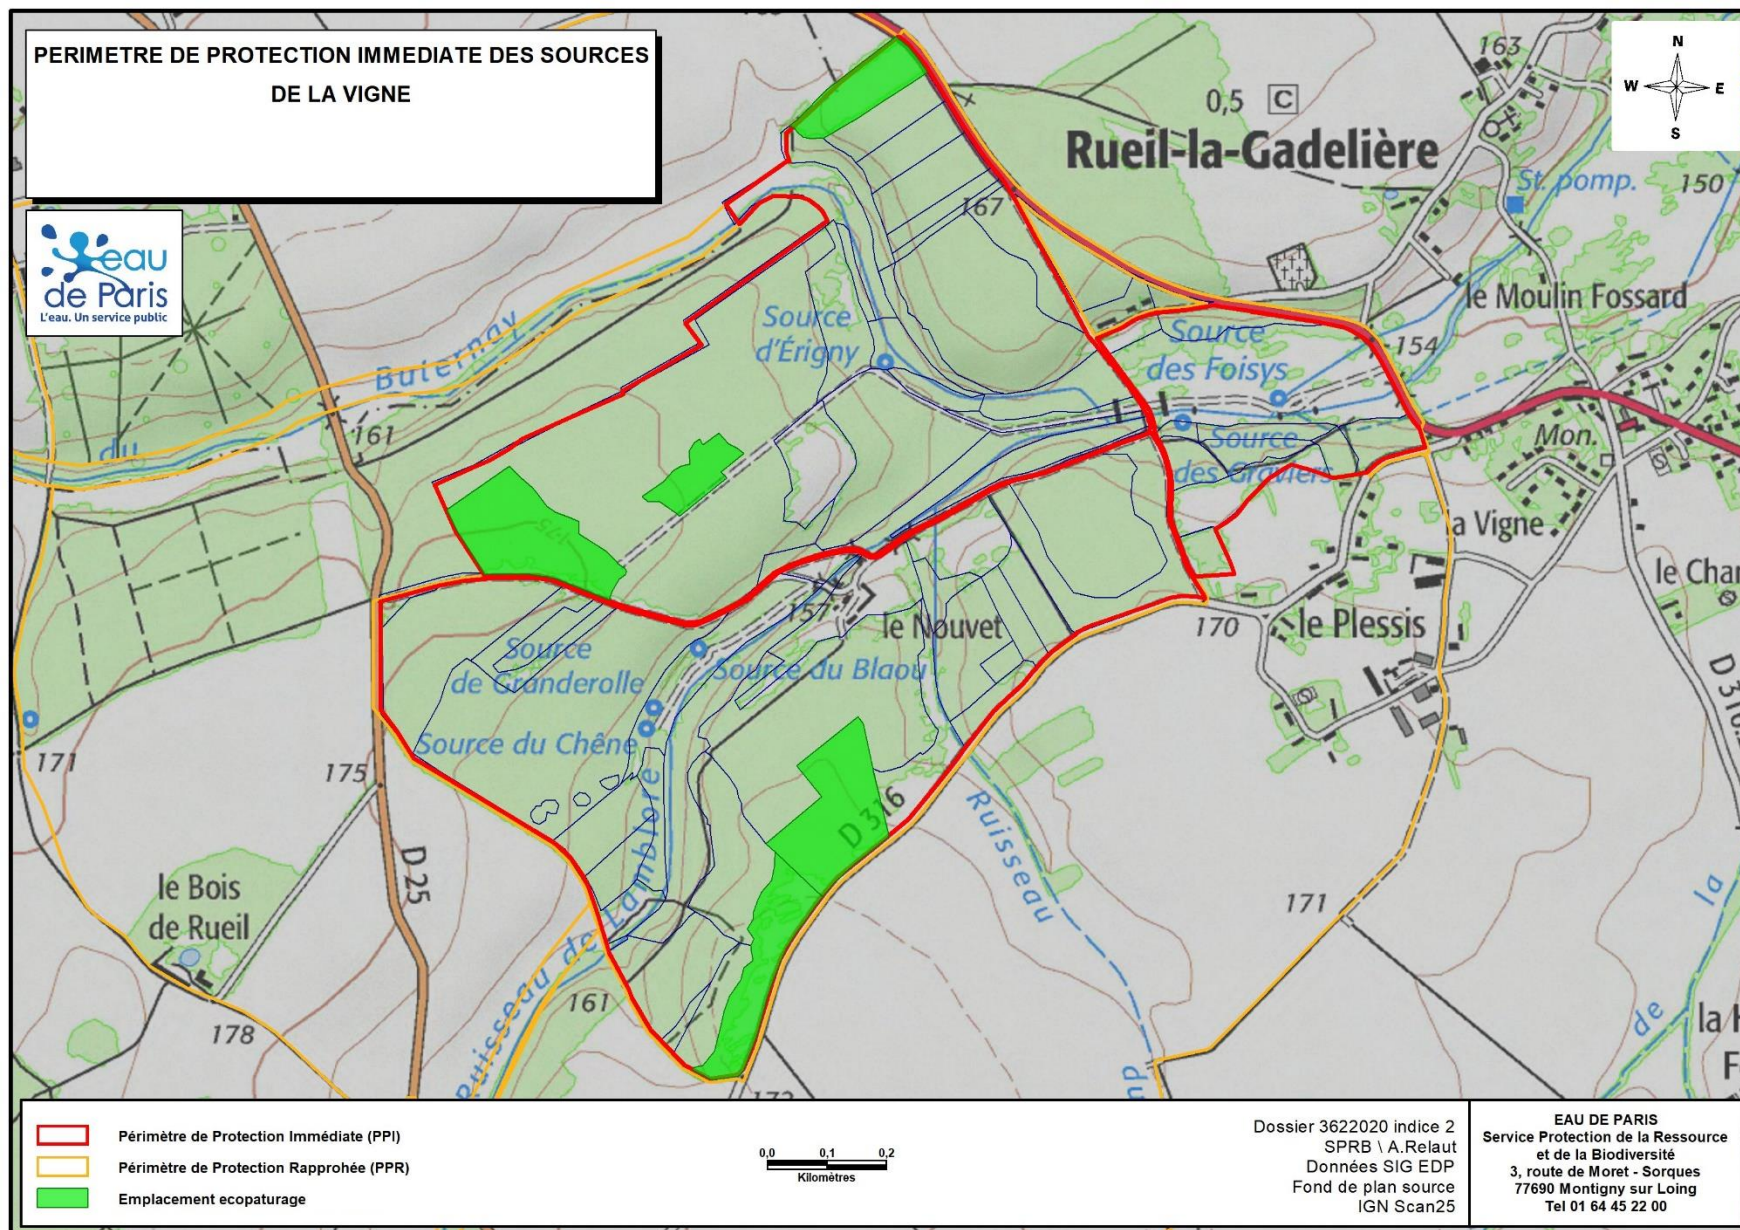 PERIMETRE DE PROTECTION IMMEDIATE DES SOURCES
DE LA VIGNE
eau
de Paris
L'eau. Un service public
N
W E
S
163
0,5 C
Rueil-la-Gadelière
St. pomp.
150
167
le Moulin Fossard
Source
d'Érigny
Source
des Foisys
154
Buternay
du
161
Mon.
Source
des Graviers
175
a Vigne
le Char
157
le Nouvet
170
le Plessis
Source
de Granderolle
Source du Blaou
Source du Chêne
D 316
171
175
D 25
D 316
Ruisseau
du
le Bois
de Rueil
Ruisseau de Lamblore
171
la
de
161
178
172
la
F
Périmètre de Protection Immédiate (PPI)
Périmètre de Protection Rapprohée (PPR)
Emplacement ecopaturage
0,0 0,1 0,2
Kilomètres
Dossier 3622020 indice 2
SPRB \ A.Relaut
Données SIG EDP
Fond de plan source
IGN Scan25
EAU DE PARIS
Service Protection de la Ressource
et de la Biodiversité
3, route de Moret - Sorques
77690 Montigny sur Loing
Tel 01 64 45 22 00